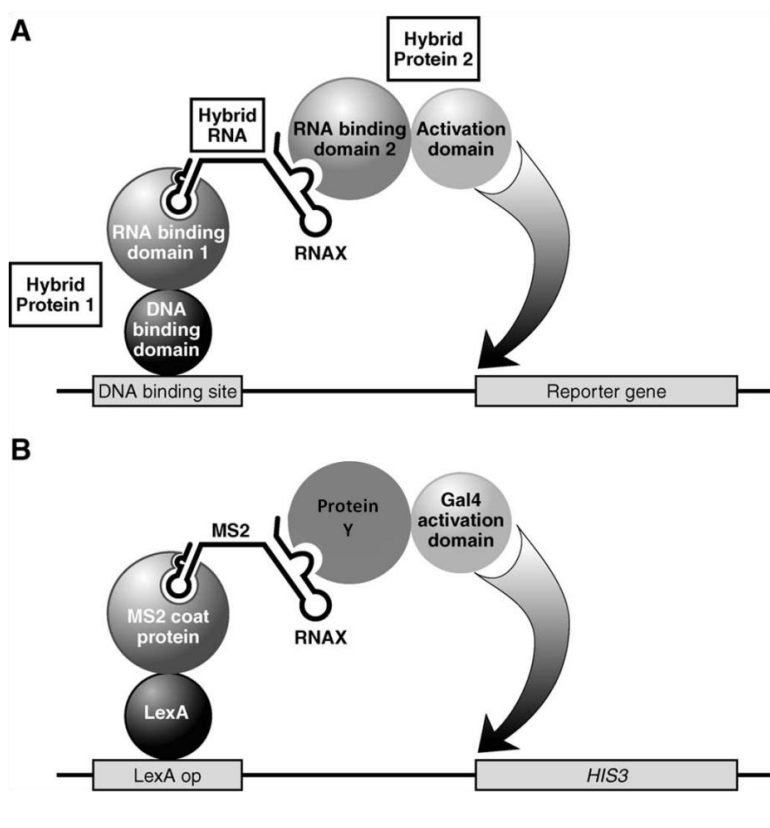 A
Hybrid
Protein 2
Hybrid
RNA
RNA binding
domain 2
Activation
domain
RNA binding
domain 1
RNAX
Hybrid
Protein 1
DNA
binding
domain
DNA binding site
Reporter gene
B
Protein
Y
Gal4
activation
domain
MS2
MS2 coat
protein
RNAX
LexA
LexA op
HIS3